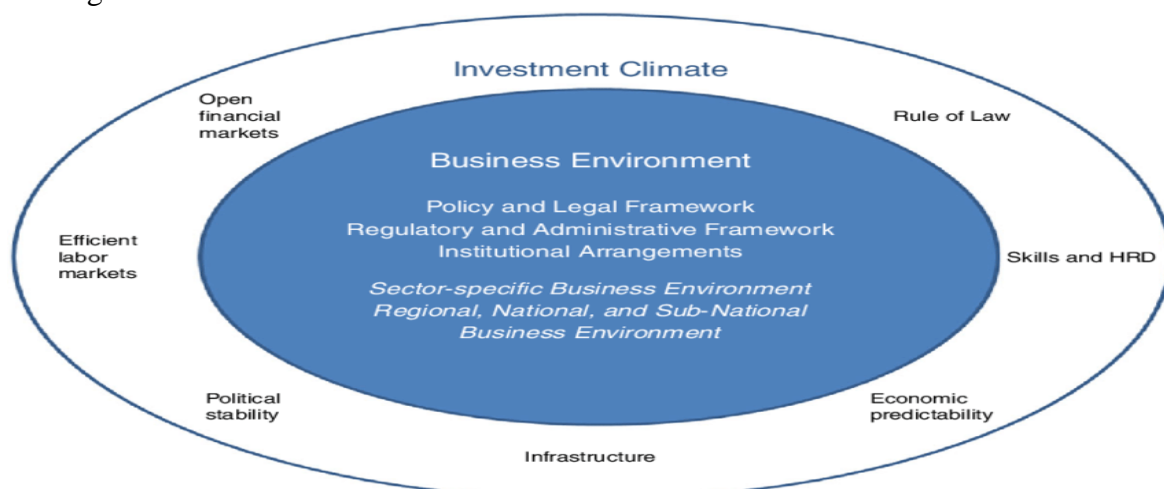 Investment Climate
Open
financial
markets
Rule of Law
Business Environment
Policy and Legal Framework
Regulatory and Administrative Framework
Institutional Arrangements
Efficient
labor
markets
Skills and HRD
Sector-specific Business Environment
Regional, National, and Sub-National
Business Environment
Political
stability
Economic
predictability
Infrastructure